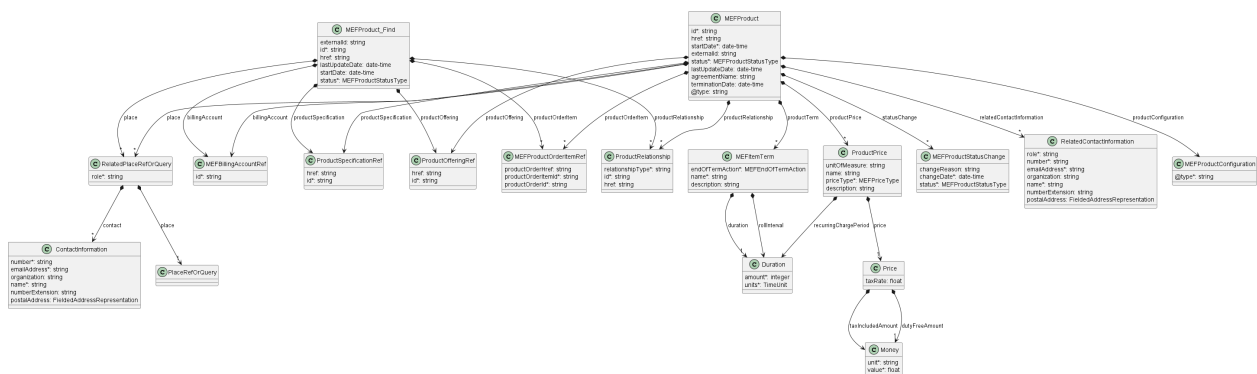 C MEFProduct_Find
externalId: string
id*: string
href: string
lastUpdateDate: date-time
startDate: date-time
status*: MEFProductStatusType
C MEFProduct
id*: string
href: string
startDate*: date-time
externalId: string
status*: MEFProductStatusType
lastUpdateDate: date-time
agreementName: string
terminationDate: date-time
@type: string
place
place
billingAccount
billingAccount
productSpecification
productSpecification
productOffering
productOffering
productOrderItem
productOrderItem
productRelationship
productRelationship
productTerm
productPrice
statusChange
relatedContactInformation
productConfiguration
C RelatedPlaceRefOrQuery
role*: string
C MEFBillingAccountRef
id*: string
C ProductSpecificationRef
href: string
id*: string
C ProductOfferingRef
href: string
id*: string
C MEFProductOrderItemRef
productOrderHref: string
productOrderItemId*: string
productOrderId*: string
C ProductRelationship
relationshipType*: string
id*: string
href: string
C MEFItemTerm
endOfTermAction*: MEFEndOfTermAction
name*: string
description: string
C ProductPrice
unitOfMeasure: string
name: string
priceType*: MEFPriceType
description: string
C MEFProductStatusChange
changeReason: string
changeDate*: date-time
status*: MEFProductStatusType
C RelatedContactInformation
role*: string
number*: string
emailAddress*: string
organization: string
name*: string
numberExtension: string
postalAddress: FieldedAddressRepresentation
C MEFProductConfiguration
@type*: string
contact
place
duration
rollInterval
recurringChargePeriod
price
C ContactInformation
number*: string
emailAddress*: string
organization: string
name*: string
numberExtension: string
postalAddress: FieldedAddressRepresentation
C PlaceRefOrQuery
C Duration
amount*: integer
units*: TimeUnit
C Price
taxRate: float
taxIncludedAmount
dutyFreeAmount
C Money
unit*: string
value*: float